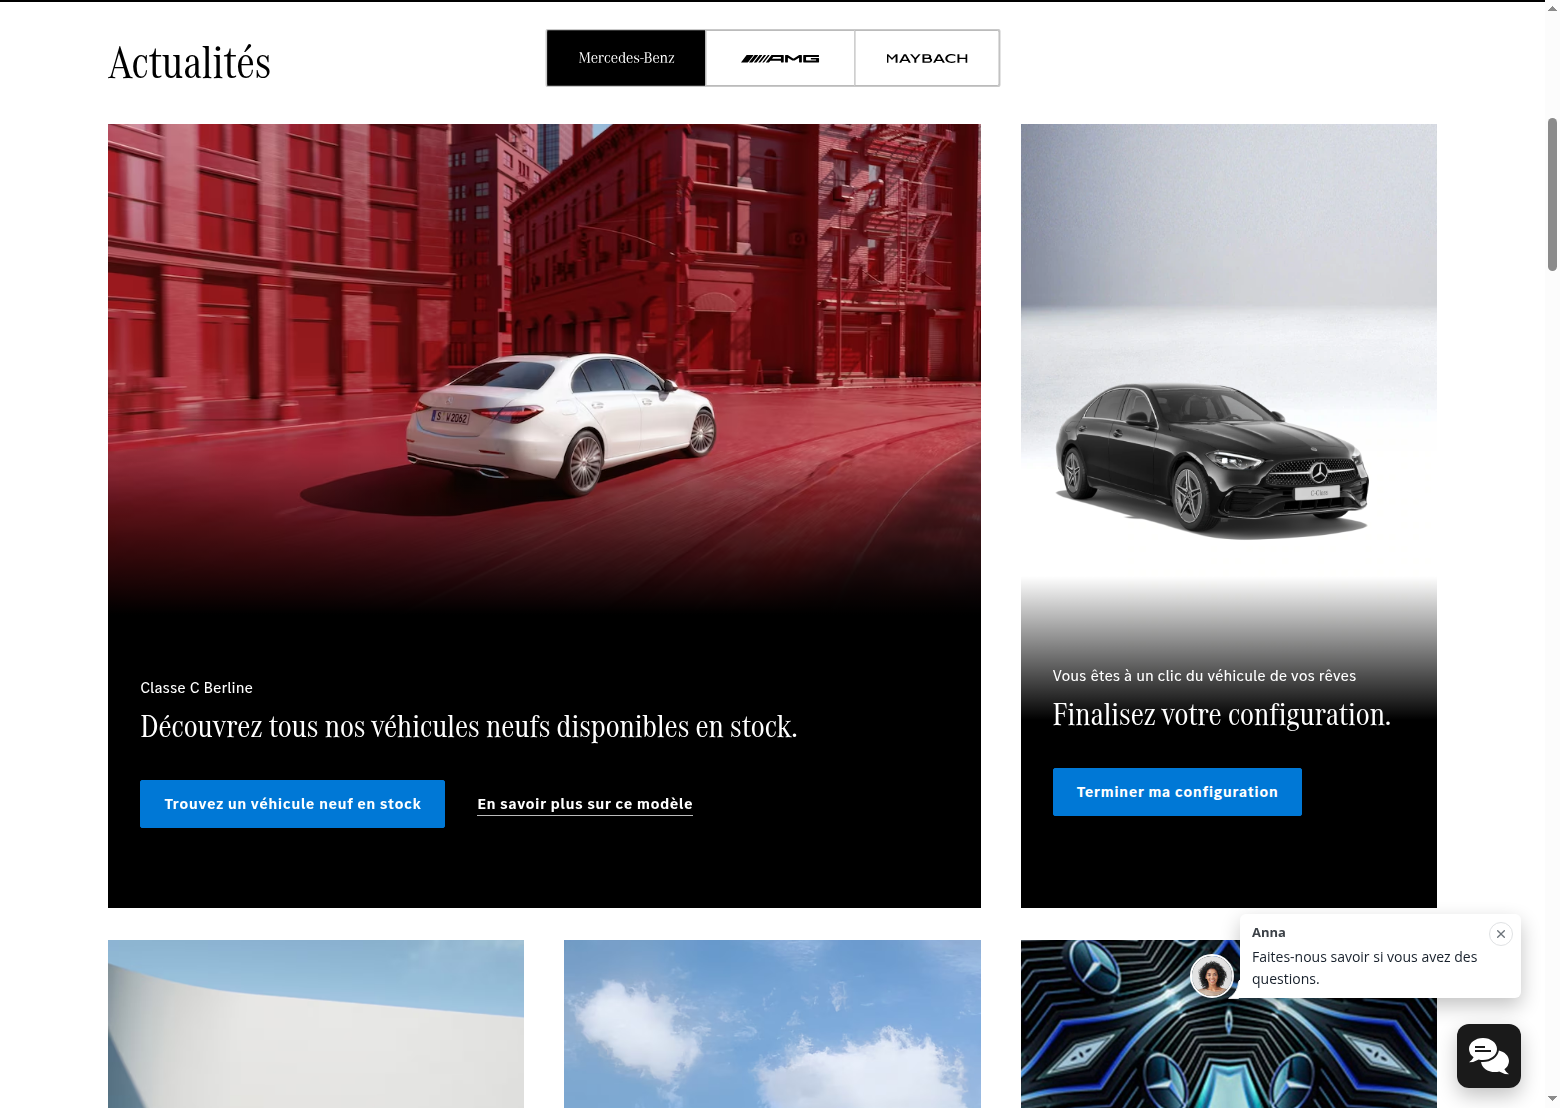 Actualités
Mercedes-Benz
AMG
MAYBACH
S W 2062
C-Class
Classe C Berline
Découvrez tous nos véhicules neufs disponibles en stock.
Trouvez un véhicule neuf en stock
En savoir plus sur ce modèle
Vous êtes à un clic du véhicule de vos rêves
Finalisez votre configuration.
Terminer ma configuration
Anna
Faites-nous savoir si vous avez des
questions.